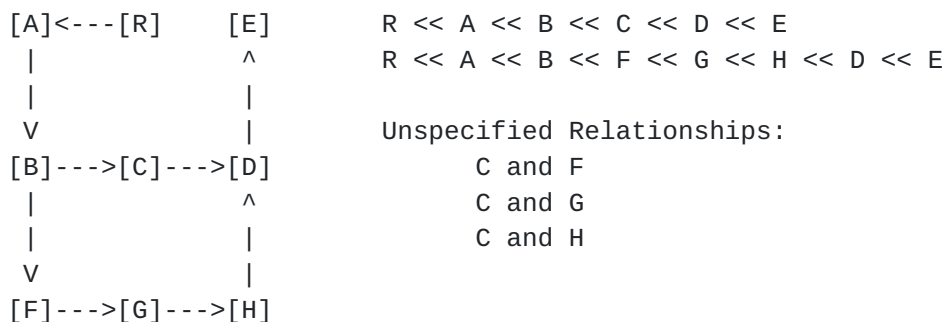 [A]<---[R]    [E]       R << A << B << C << D << E
 |             ^        R << A << B << F << G << H << D << E
 |             |
 V             |        Unspecified Relationships:
[B]--->[C]--->[D]             C and F
 |             ^              C and G
 |             |              C and H
 V             |
[F]--->[G]--->[H]